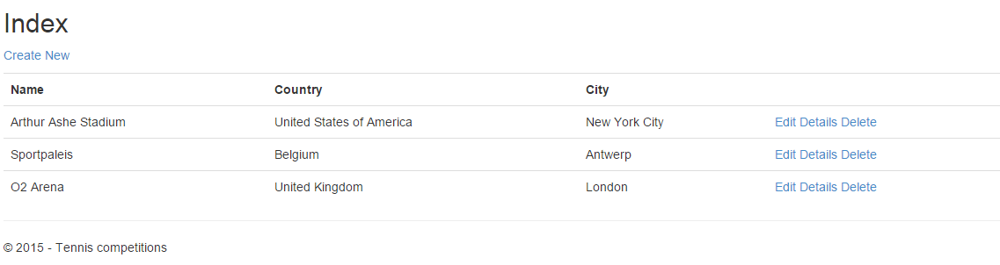 Index
Create New
Name Country City
Arthur Ashe Stadium United States of America New York City Edit Details Delete
Sportpaleis Belgium Antwerp Edit Details Delete
O2 Arena United Kingdom London Edit Details Delete
© 2015 - Tennis competitions